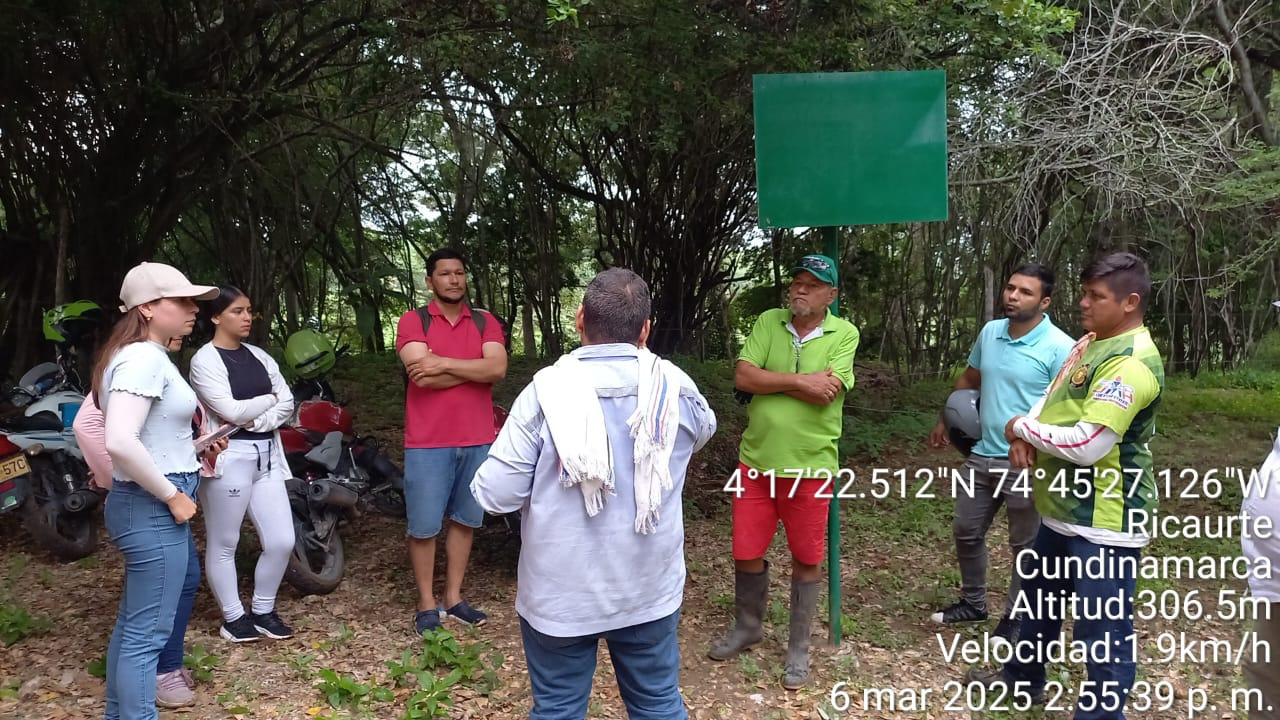 57C
4°17'22.512"N 74°45'27.126"W
Ricaurte
Cundinamarca
Altitud:306.5m
Velocidad:1.9km/h
6 mar 2025 2:55:39 p. m.